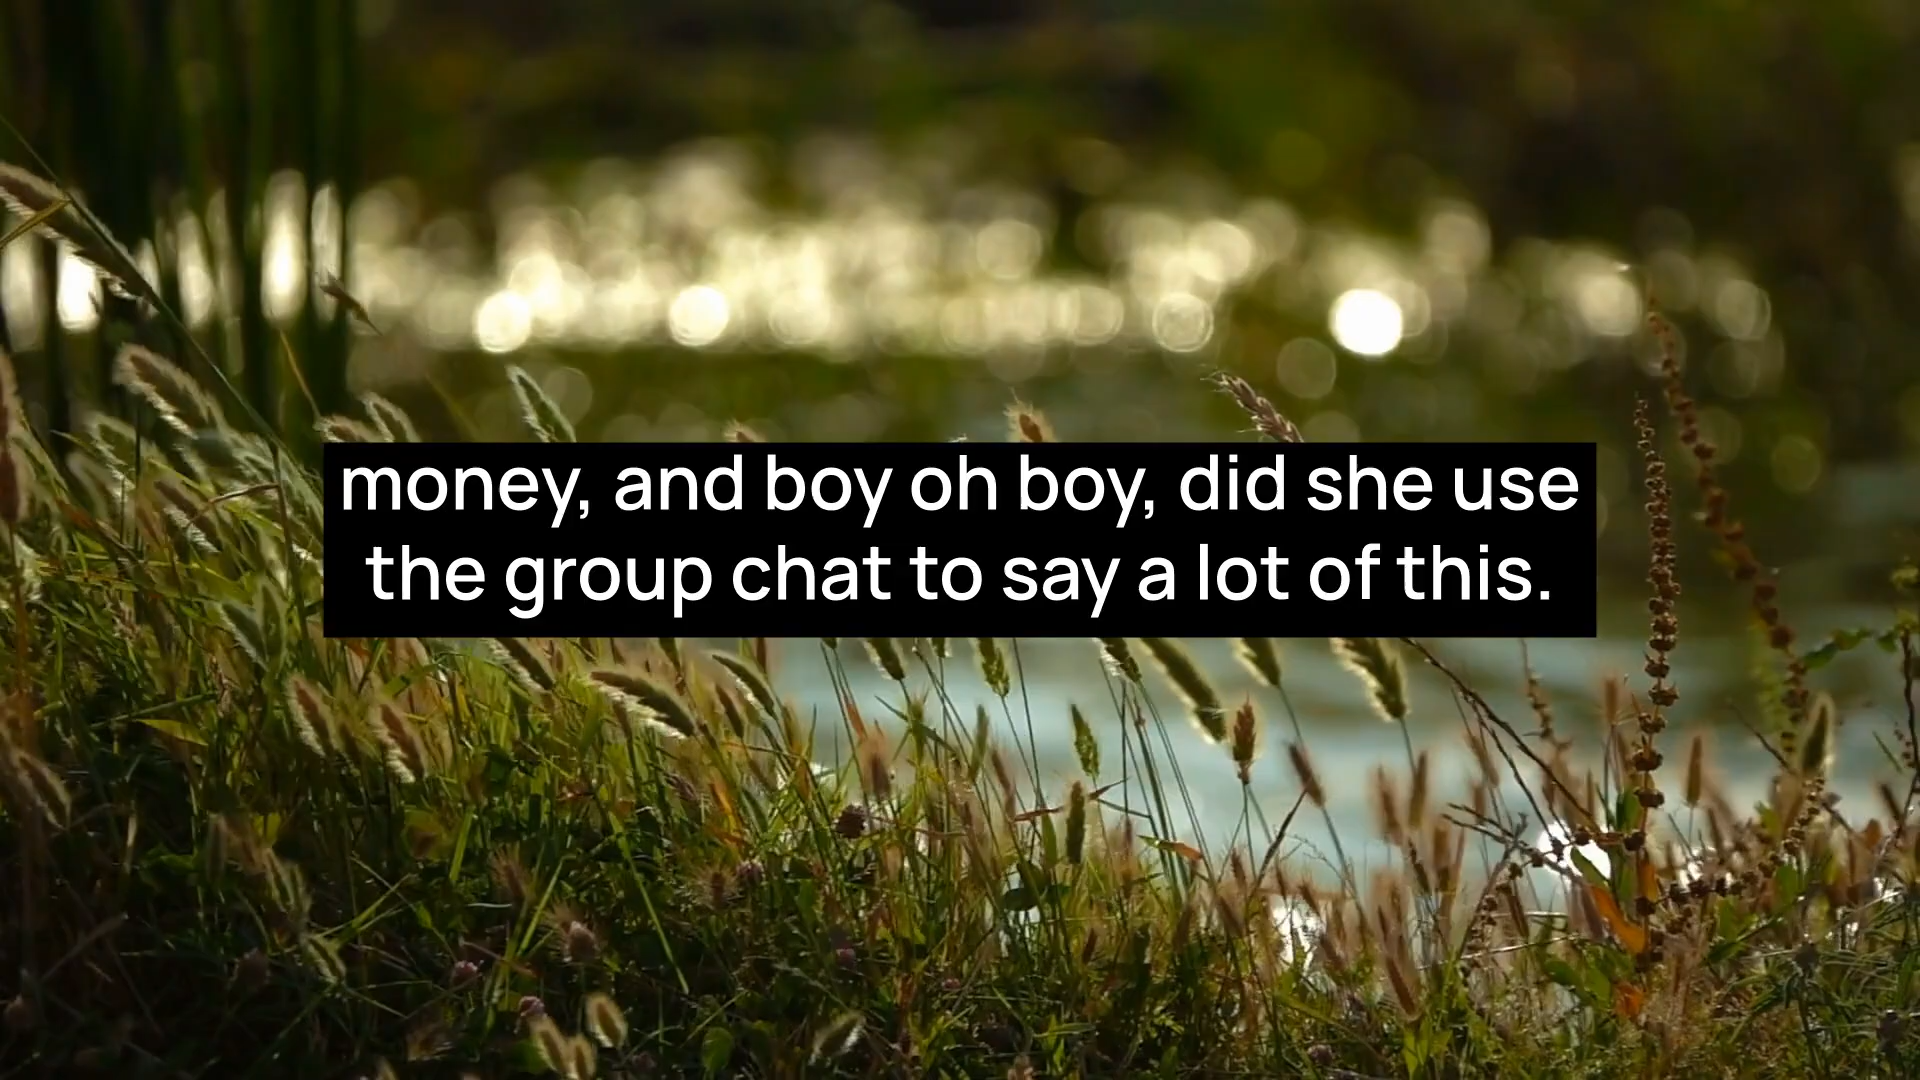 money, and boy oh boy, did she use
the group chat to say a lot of this.